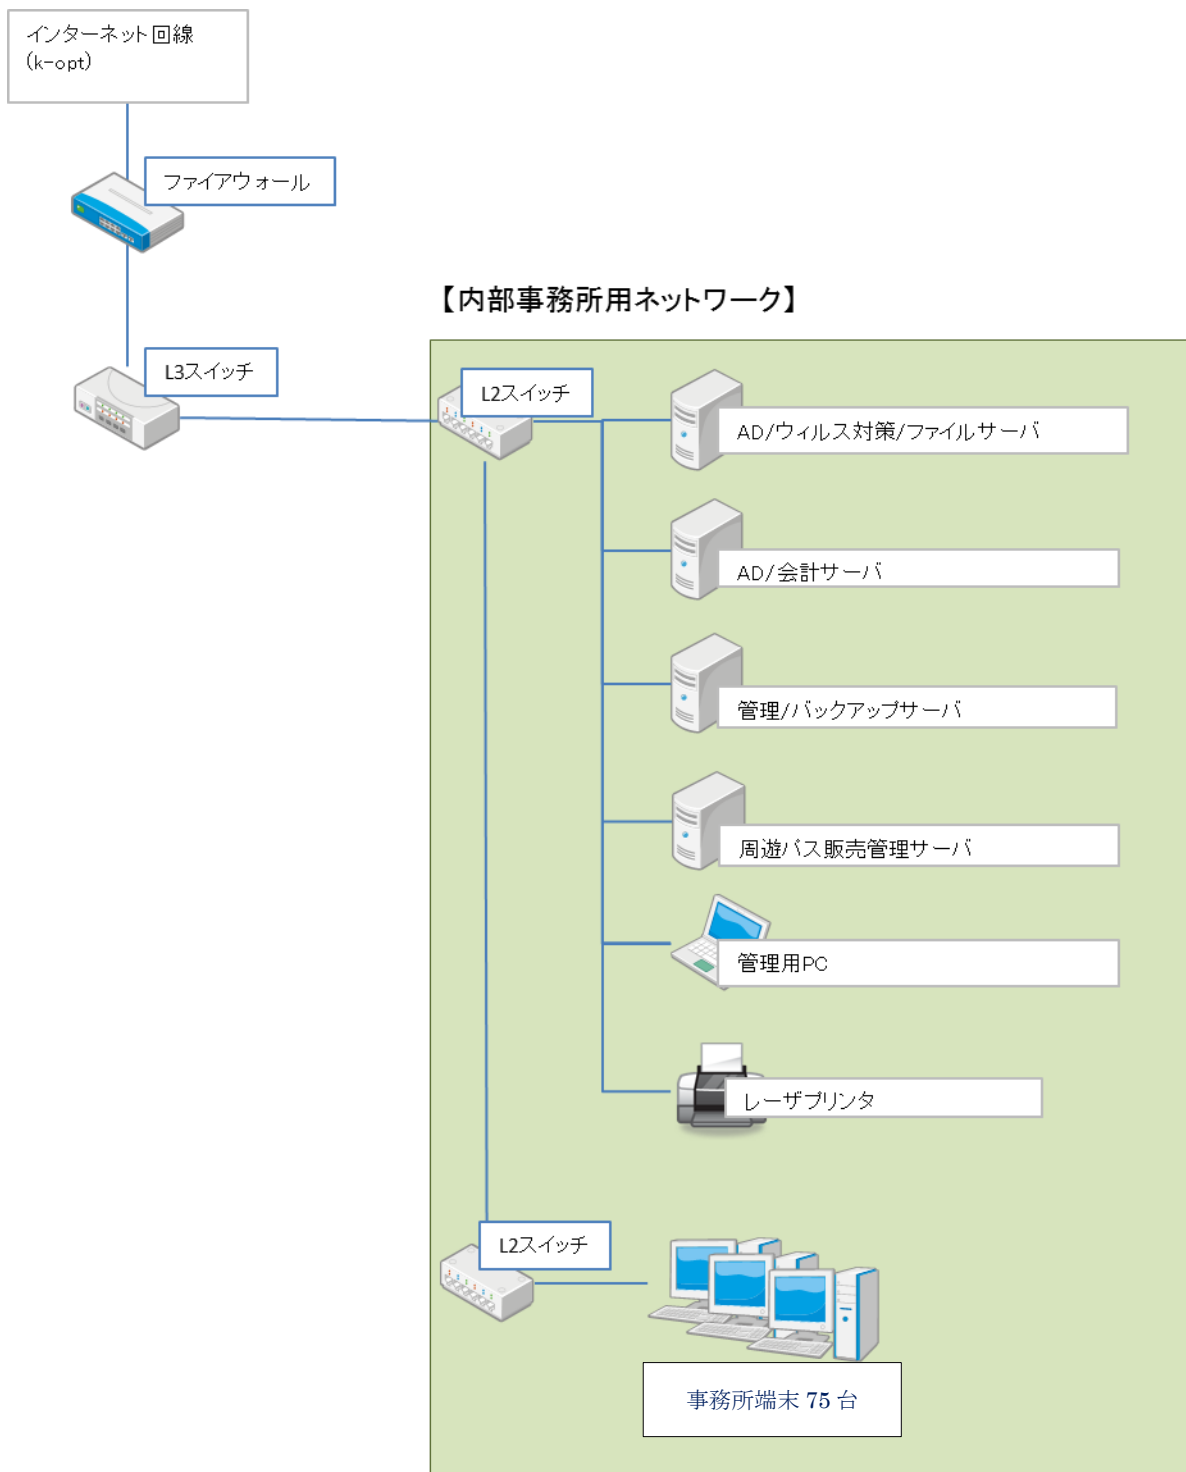 インターネット回線
(k-opt)
ファイアウォール
【内部事務所用ネットワーク】
L3スイッチ
L2スイッチ
AD/ウィルス対策/ファイルサーバ
AD/会計サーバ
管理/バックアップサーバ
周遊パス販売管理サーバ
管理用PC
レーザプリンタ
L2スイッチ
事務所端末 75 台